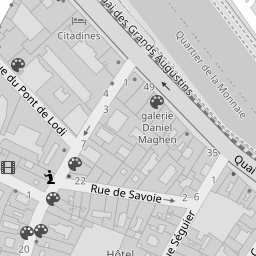 Citadines
Quai des Grands Augustins
Quartier de la Monnaie
Rue du Pont de Lodi
49
4
3
galerie
Daniel
Maghen
7
35
Quai
1
22
Rue de Savoie
2
6
1
Rue Séguier
20
1
Hôtel